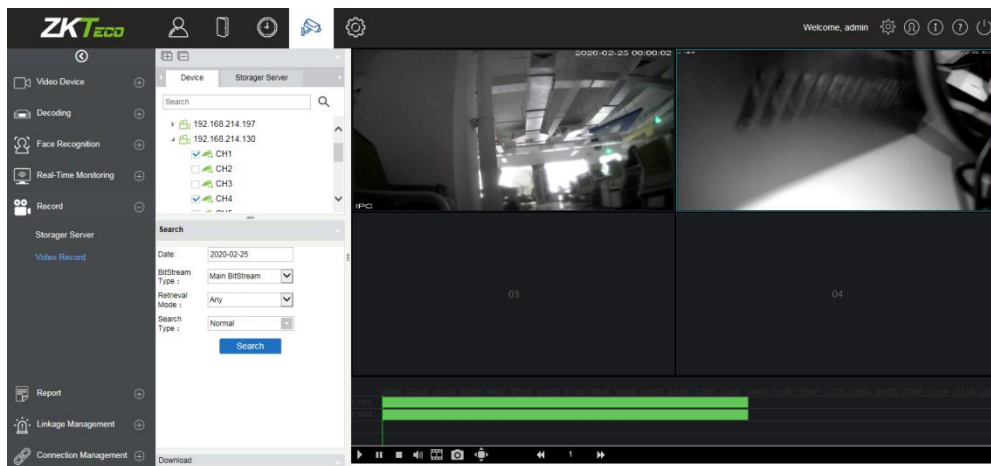 ZKTeco
Welcome, admin
Video Device
Decoding
Face Recognition
Real-Time Monitoring
Record
Storager Server
Video Record
Report
Linkage Management
Connection Management
Device
Storager Server
Search
192.168.214.197
192.168.214.130
CH1
CH2
CH3
CH4
Search
Date:
2020-02-25
BitStream
Type :
Main BitStream
Retrieval
Mode :
Any
Search
Type :
Normal
Search
Download
2020-02-25 00:00:02
IPC
03
04
1